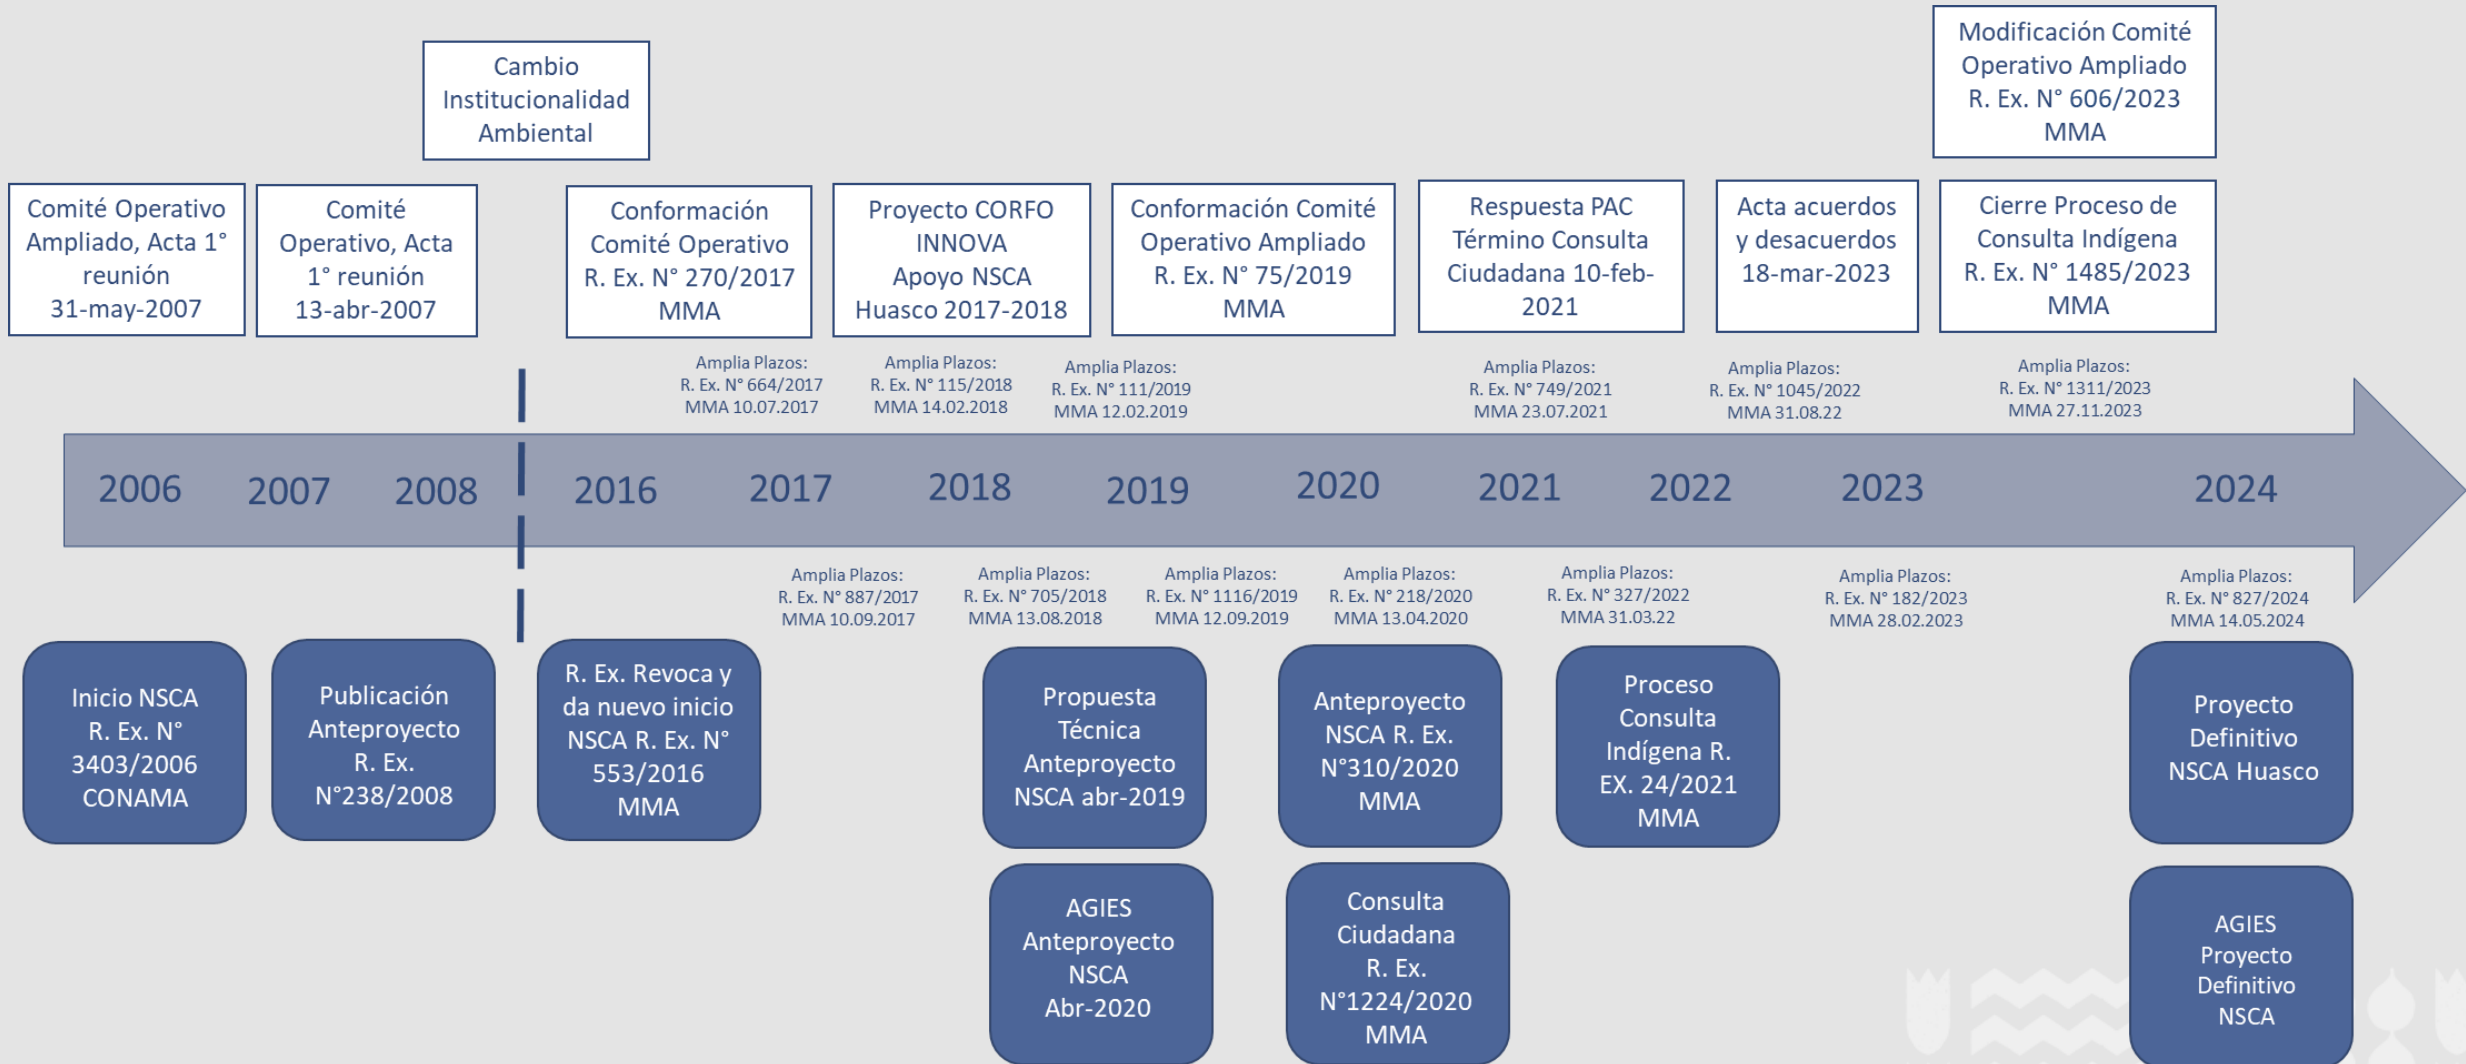 Cambio
Institucionalidad
Ambiental
Modificación Comité
Operativo Ampliado
R. Ex. N° 606/2023
MMA
Comité Operativo
Ampliado, Acta 1°
reunión
31-may-2007
Comité
Operativo, Acta
1° reunión
13-abr-2007
Conformación
Comité Operativo
R. Ex. N° 270/2017
MMA
Proyecto CORFO
INNOVA
Apoyo NSCA
Huasco 2017-2018
Conformación Comité
Operativo Ampliado
R. Ex. N° 75/2019
MMA
Respuesta PAC
Término Consulta
Ciudadana 10-feb-
2021
Acta acuerdos
y desacuerdos
18-mar-2023
Cierre Proceso de
Consulta Indígena
R. Ex. N° 1485/2023
MMA
Amplia Plazos:
R. Ex. N° 664/2017
MMA 10.07.2017
Amplia Plazos:
R. Ex. N° 115/2018
MMA 14.02.2018
Amplia Plazos:
R. Ex. N° 111/2019
MMA 12.02.2019
Amplia Plazos:
R. Ex. N° 749/2021
MMA 23.07.2021
Amplia Plazos:
R. Ex. N° 1045/2022
MMA 31.08.22
Amplia Plazos:
R. Ex. N° 1311/2023
MMA 27.11.2023
2006
2007
2008
2016
2017
2018
2019
2020
2021
2022
2023
2024
Amplia Plazos:
R. Ex. N° 887/2017
MMA 10.09.2017
Amplia Plazos:
R. Ex. N° 705/2018
MMA 13.08.2018
Amplia Plazos:
R. Ex. N° 1116/2019
MMA 12.09.2019
Amplia Plazos:
R. Ex. N° 218/2020
MMA 13.04.2020
Amplia Plazos:
R. Ex. N° 327/2022
MMA 31.03.22
Amplia Plazos:
R. Ex. N° 182/2023
MMA 28.02.2023
Amplia Plazos:
R. Ex. N° 827/2024
MMA 14.05.2024
Inicio NSCA
R. Ex. N°
3403/2006
CONAMA
Publicación
Anteproyecto
R. Ex.
N°238/2008
R. Ex. Revoca y
da nuevo inicio
NSCA R. Ex. N°
553/2016
MMA
Propuesta
Técnica
Anteproyecto
NSCA abr-2019
Anteproyecto
NSCA R. Ex.
N°310/2020
MMA
Proceso
Consulta
Indígena R.
EX. 24/2021
MMA
Proyecto
Definitivo
NSCA Huasco
AGIES
Anteproyecto
NSCA
Abr-2020
Consulta
Ciudadana
R. Ex.
N°1224/2020
MMA
AGIES
Proyecto
Definitivo
NSCA